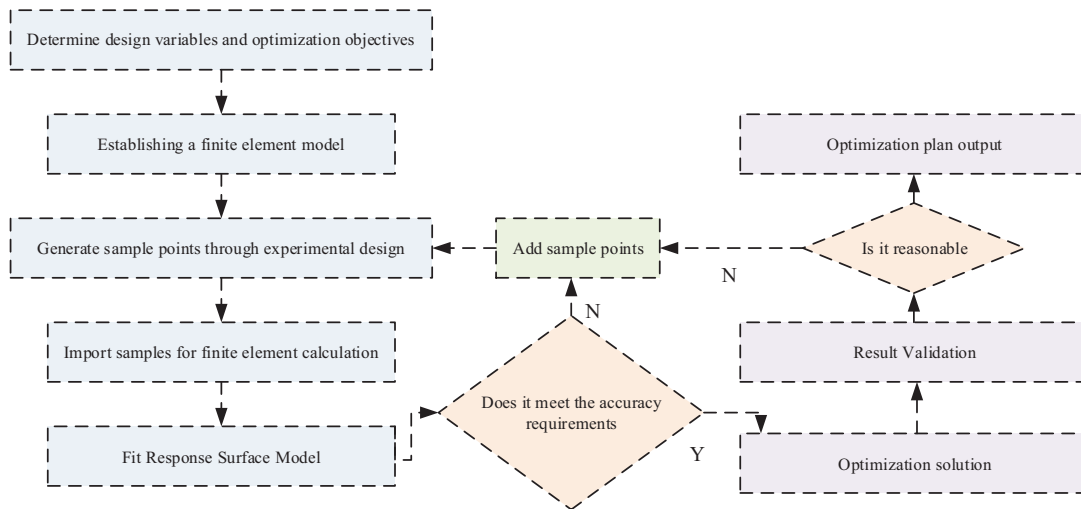 Determine design variables and optimization objectives
Establishing a finite element model
Generate sample points through experimental design
Import samples for finite element calculation
Fit Response Surface Model
Add sample points
N
Does it meet the accuracy
requirements
Y
Optimization plan output
Is it reasonable
N
Result Validation
Optimization solution